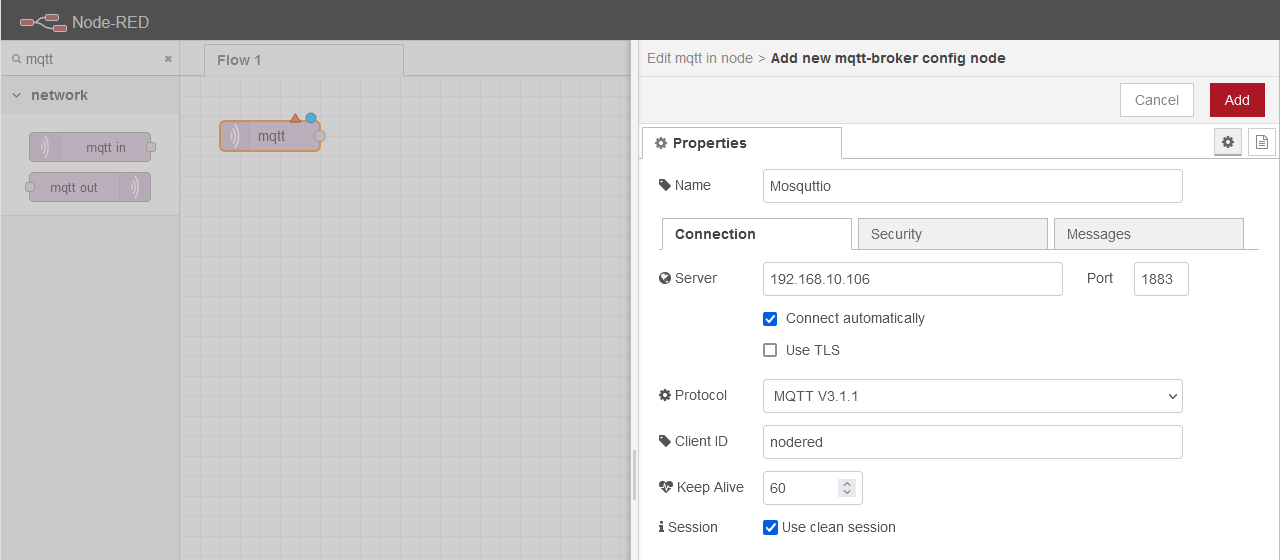 Node-RED
mqtt
Flow 1
network
mqtt in
mqtt out
mqtt
Edit mqtt in node > Add new mqtt-broker config node
Cancel
Add
Properties
Name
Mosquttio
Connection
Security
Messages
Server
192.168.10.106
Port
1883
Connect automatically
Use TLS
Protocol
MQTT V3.1.1
Client ID
nodered
Keep Alive
60
Session
Use clean session